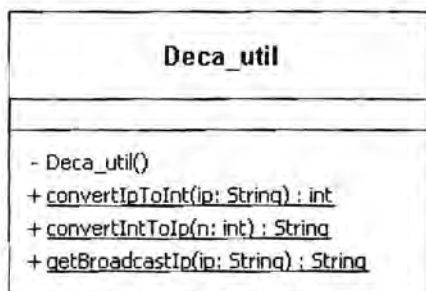 Deca_util
- Deca_util()
+ convertIpToInt(ip: String) : int
+ convertIntToIp(n: int) : String
+ getBroadcastIp(ip: String) : String